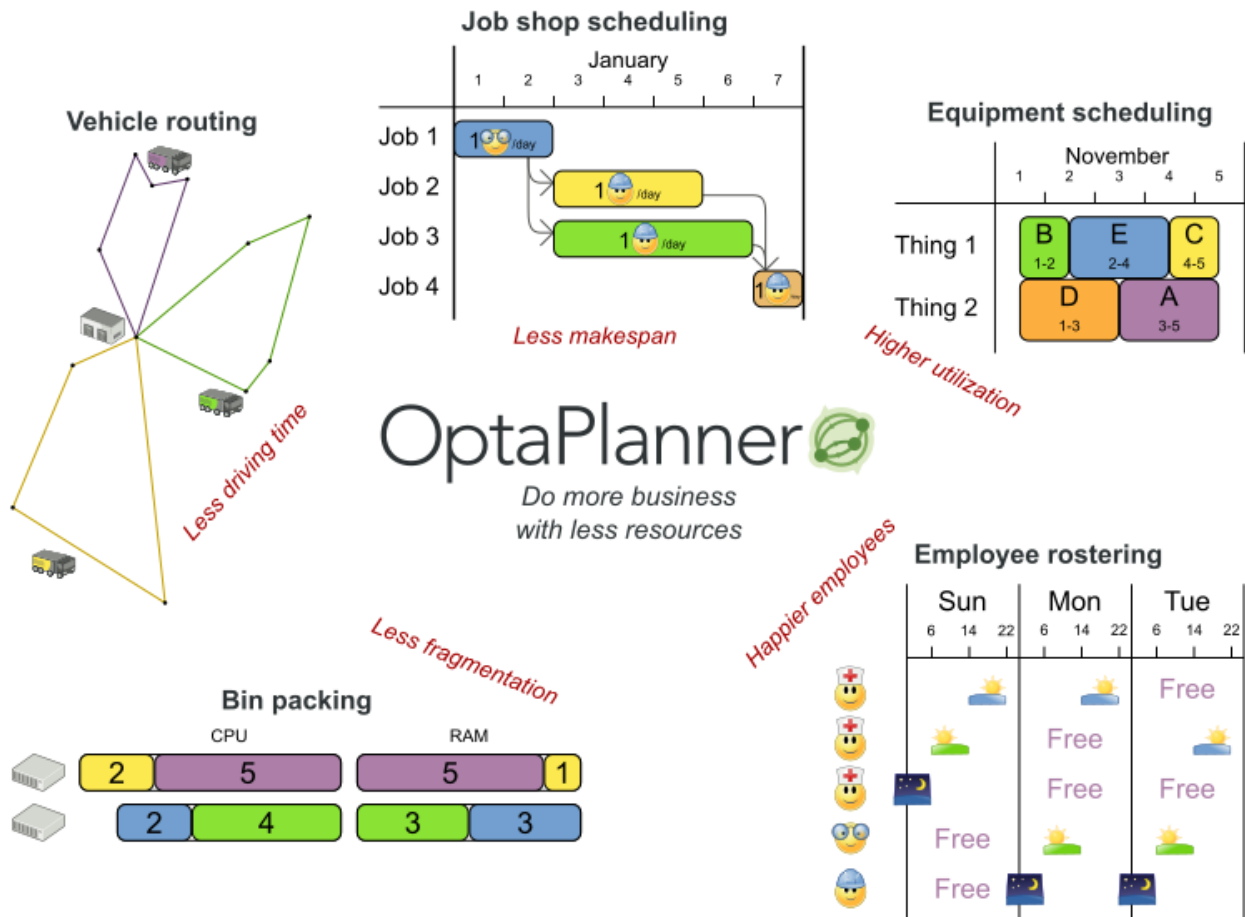 Job shop scheduling
January
1 2 3 4 5 6 7
Job 1
1 /day
Job 2
1 /day
Job 3
1 /day
Job 4
1
Less makespan
Vehicle routing
Less driving time
Equipment scheduling
November
1 2 3 4 5
Thing 1
B
1-2
E
2-4
C
4-5
Thing 2
D
1-3
A
3-5
Higher utilization
OptaPlanner
Do more business
with less resources
Bin packing
Less fragmentation
CPU RAM
2 5 5 1
2 4 3 3
Employee rostering
Happier employees
Sun Mon Tue
6 14 22 6 14 22 6 14 22
Free
Free
Free Free
Free
Free